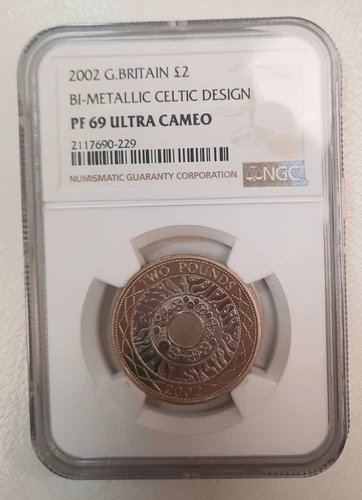 2002 G.BRITAIN £2
BI-METALLIC CELTIC DESIGN
PF 69 ULTRA CAMEO
2117690-229
NUMISMATIC GUARANTY CORPORATION
NGC
TWO POUNDS